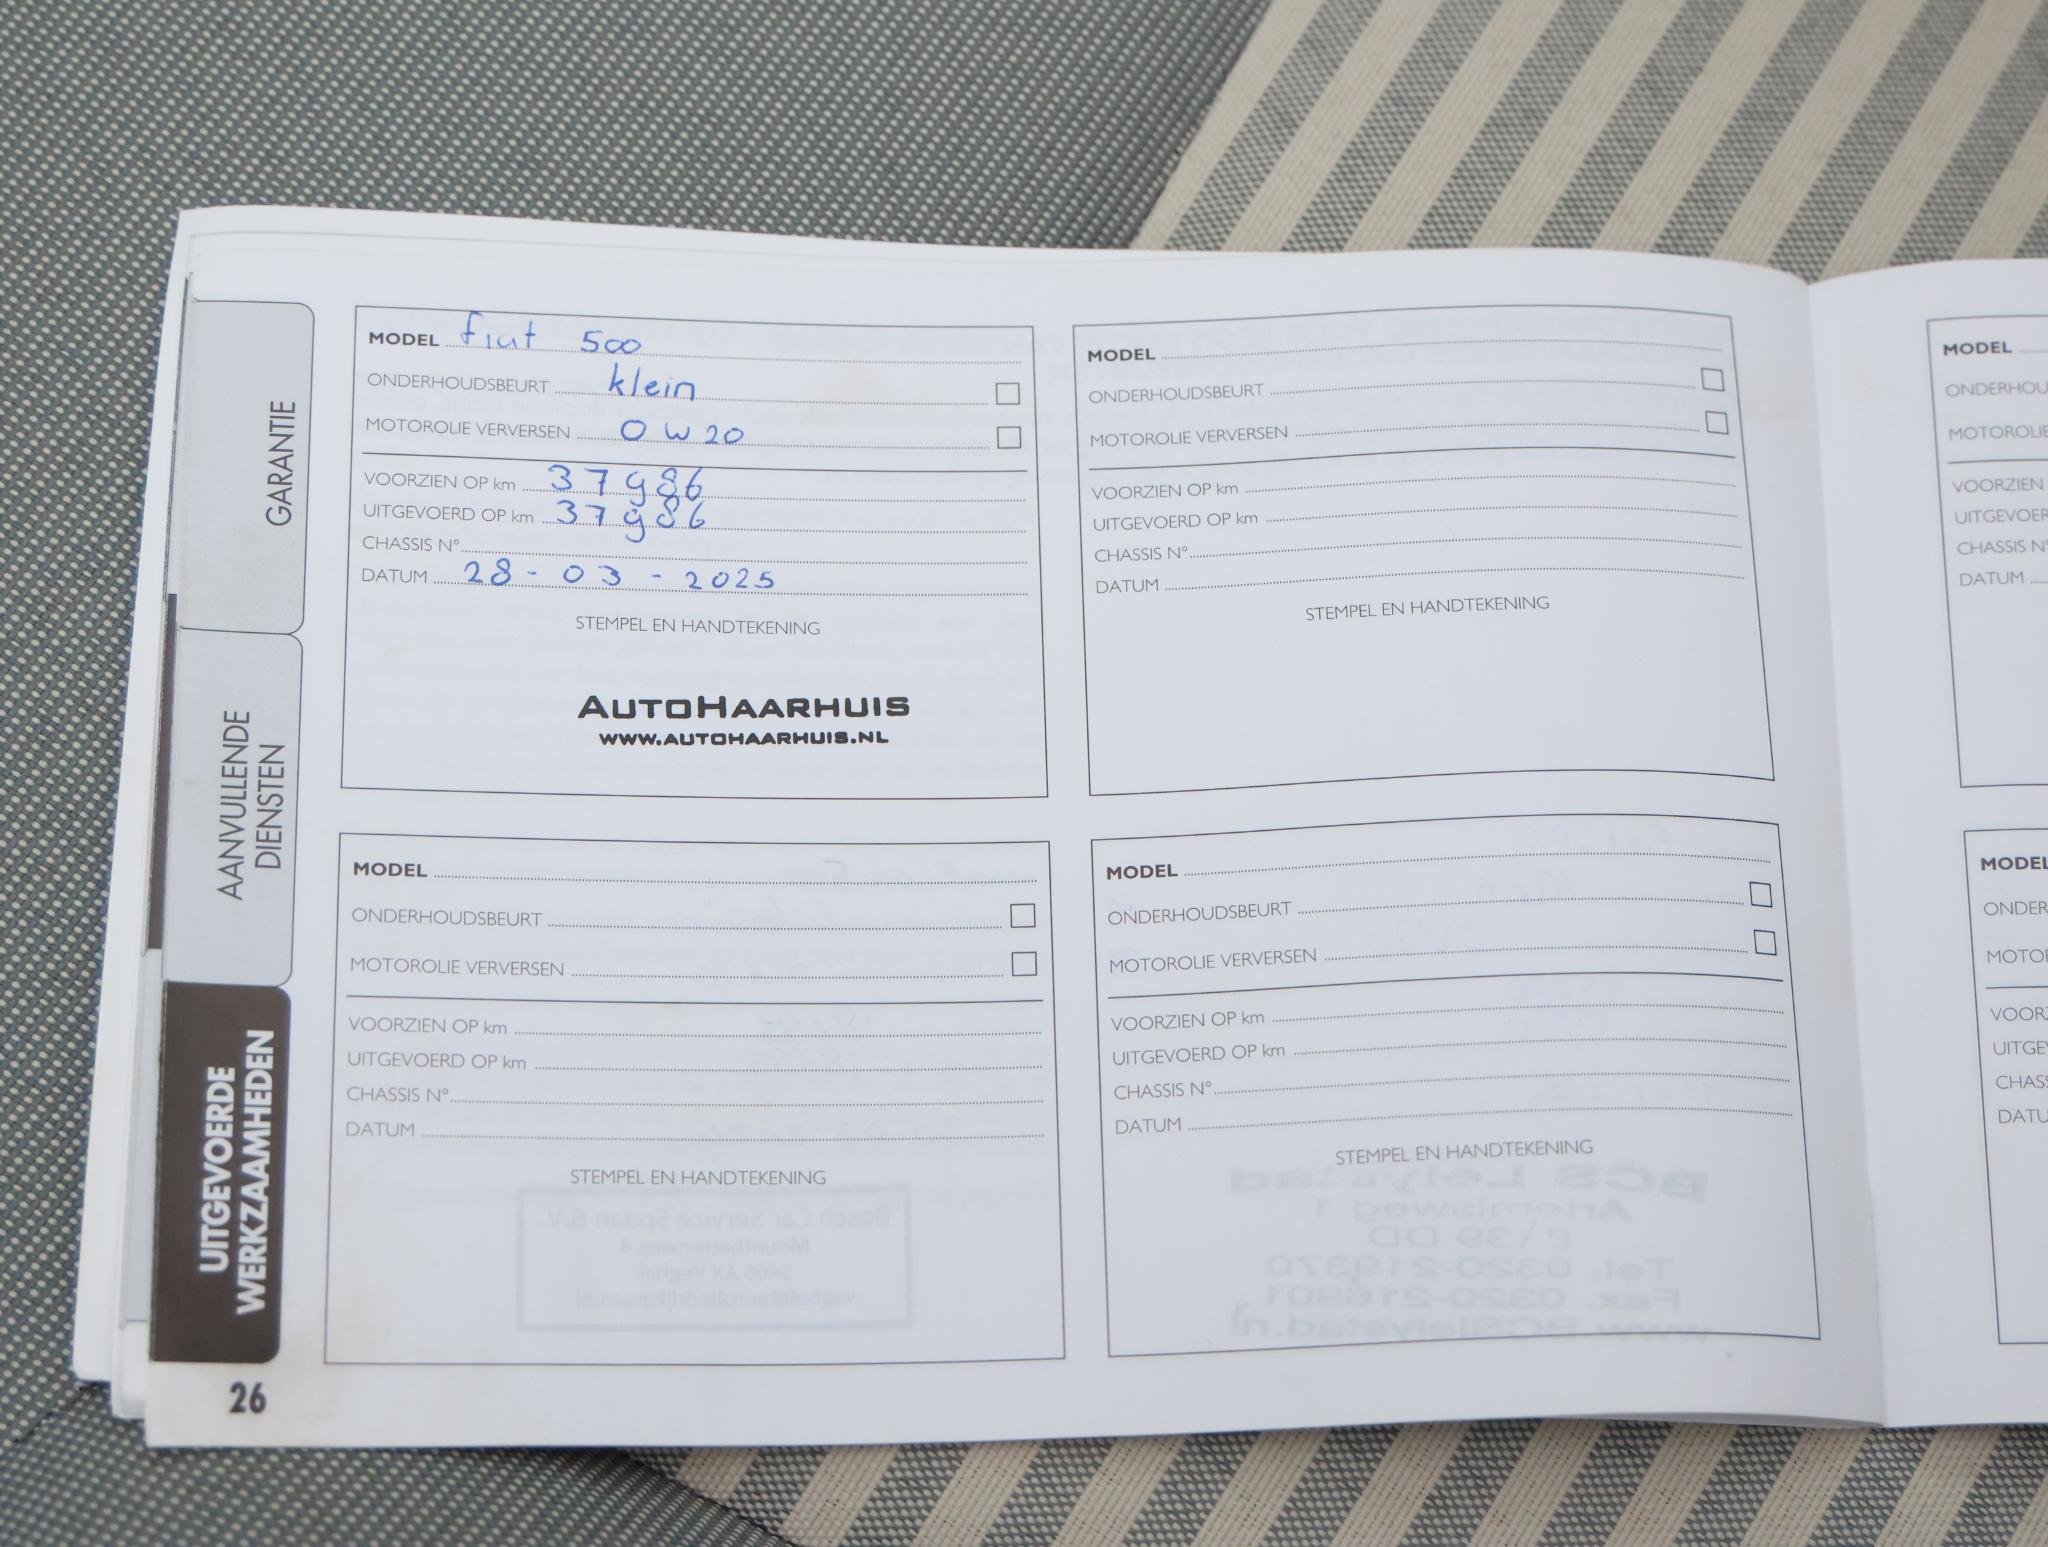 GARANTIE
AANVULLENDE
DIENSTEN
UITGEVOERDE
WERKZAAMHEDEN
26
MODEL Fiat 500
ONDERHOUDSBEURT klein
MOTOROLIE VERVERSEN 0W20
VOORZIEN OP km 37986
UITGEVOERD OP km 37986
CHASSIS N°
DATUM 28-03-2025
STEMPEL EN HANDTEKENING
AUTOHAARHUIS
WWW.AUTOHAARHUIS.NL
MODEL
ONDERHOUDSBEURT
MOTOROLIE VERVERSEN
VOORZIEN OP km
UITGEVOERD OP km
CHASSIS N°
DATUM
STEMPEL EN HANDTEKENING
MODEL
ONDERHOUDSBEURT
MOTOROLIE VERVERSEN
VOORZIEN OP km
UITGEVOERD OP km
CHASSIS N°
DATUM
STEMPEL EN HANDTEKENING
MODEL
ONDERHOUDSBEURT
MOTOROLIE VERVERSEN
VOORZIEN OP km
UITGEVOERD OP km
CHASSIS N°
DATUM
STEMPEL EN HANDTEKENING
MODEL
MOTOROLIE
VOORZIEN
CHASSIS N°
DATUM
MODEL